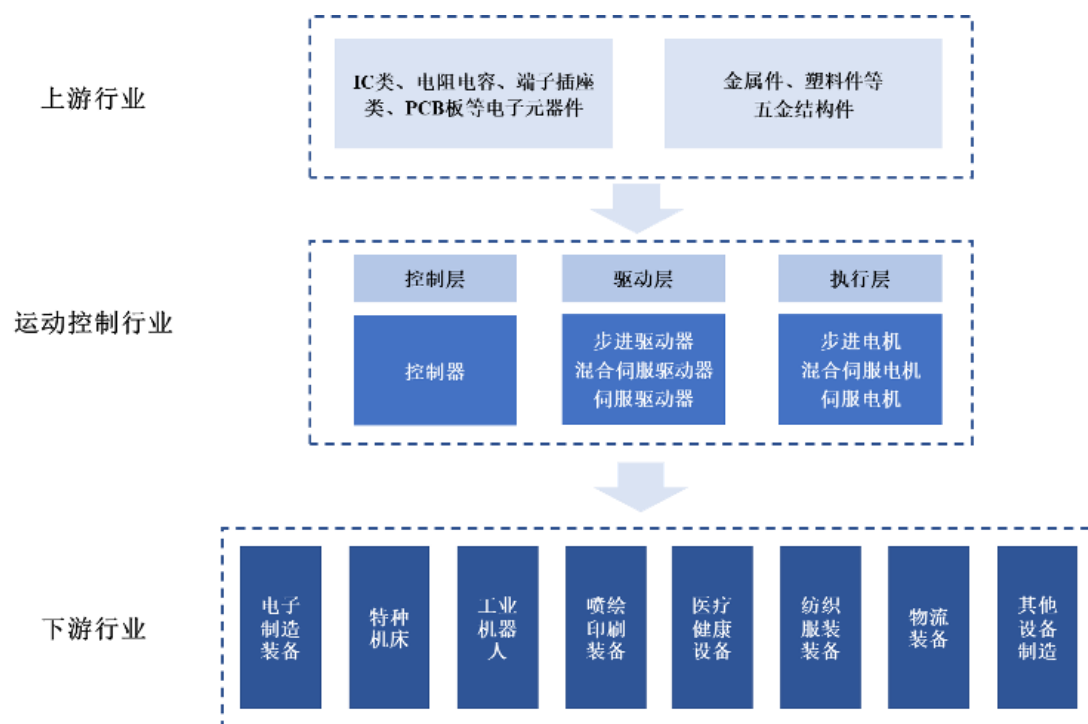 上游行业
IC类、电阻电容、端子插座
类、PCB板等电子元器件
金属件、塑料件等
五金结构件
运动控制行业
控制层
驱动层
执行层
控制器
步进驱动器
混合伺服驱动器
伺服驱动器
步进电机
混合伺服电机
伺服电机
下游行业
电子
制造
装备
特种
机床
工业
机器
人
喷绘
印刷
装备
医疗
健康
设备
纺织
服装
装备
物流
装备
其他
设备
制造